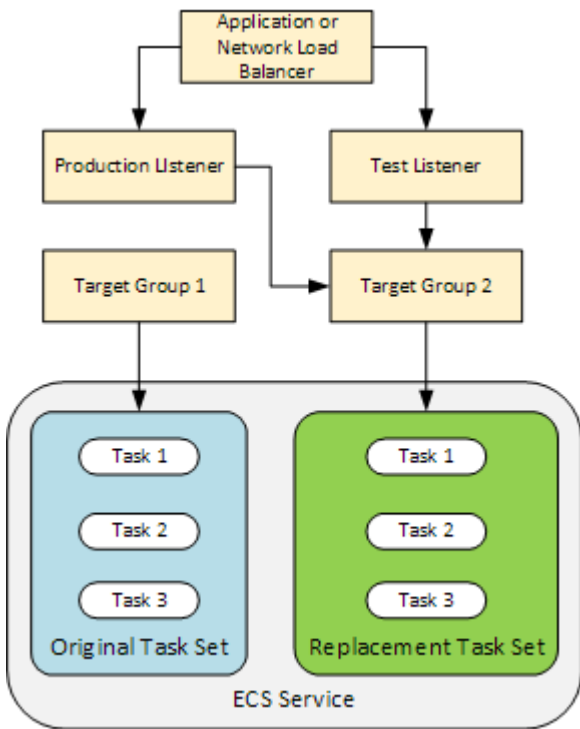 Application or
Network Load
Balancer
Production LIstener
Test Listener
Target Group 1
Target Group 2
Task 1
Task 2
Task 3
Original Task Set
Task 1
Task 2
Task 3
Replacement Task Set
ECS Service